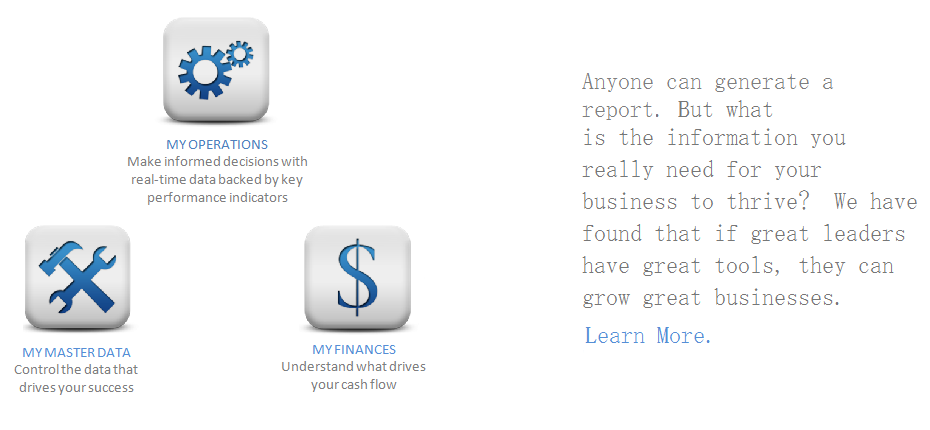 MY OPERATIONS
Make informed decisions with
real-time data backed by key
performance indicators
MY MASTER DATA
Control the data that
drives your success
MY FINANCES
Understand what drives
your cash flow
Anyone can generate a
report. But what
is the information you
really need for your
business to thrive?  We have
found that if great leaders
have great tools, they can
grow great businesses.
Learn More.